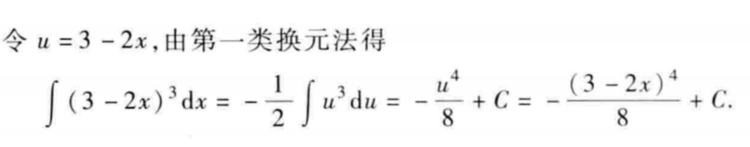 令 u = 3 - 2x,由第一类换元法得
∫(3 - 2x)³dx = -1/2 ∫u³du = -u⁴/8 + C = -(3 - 2x)⁴/8 + C.